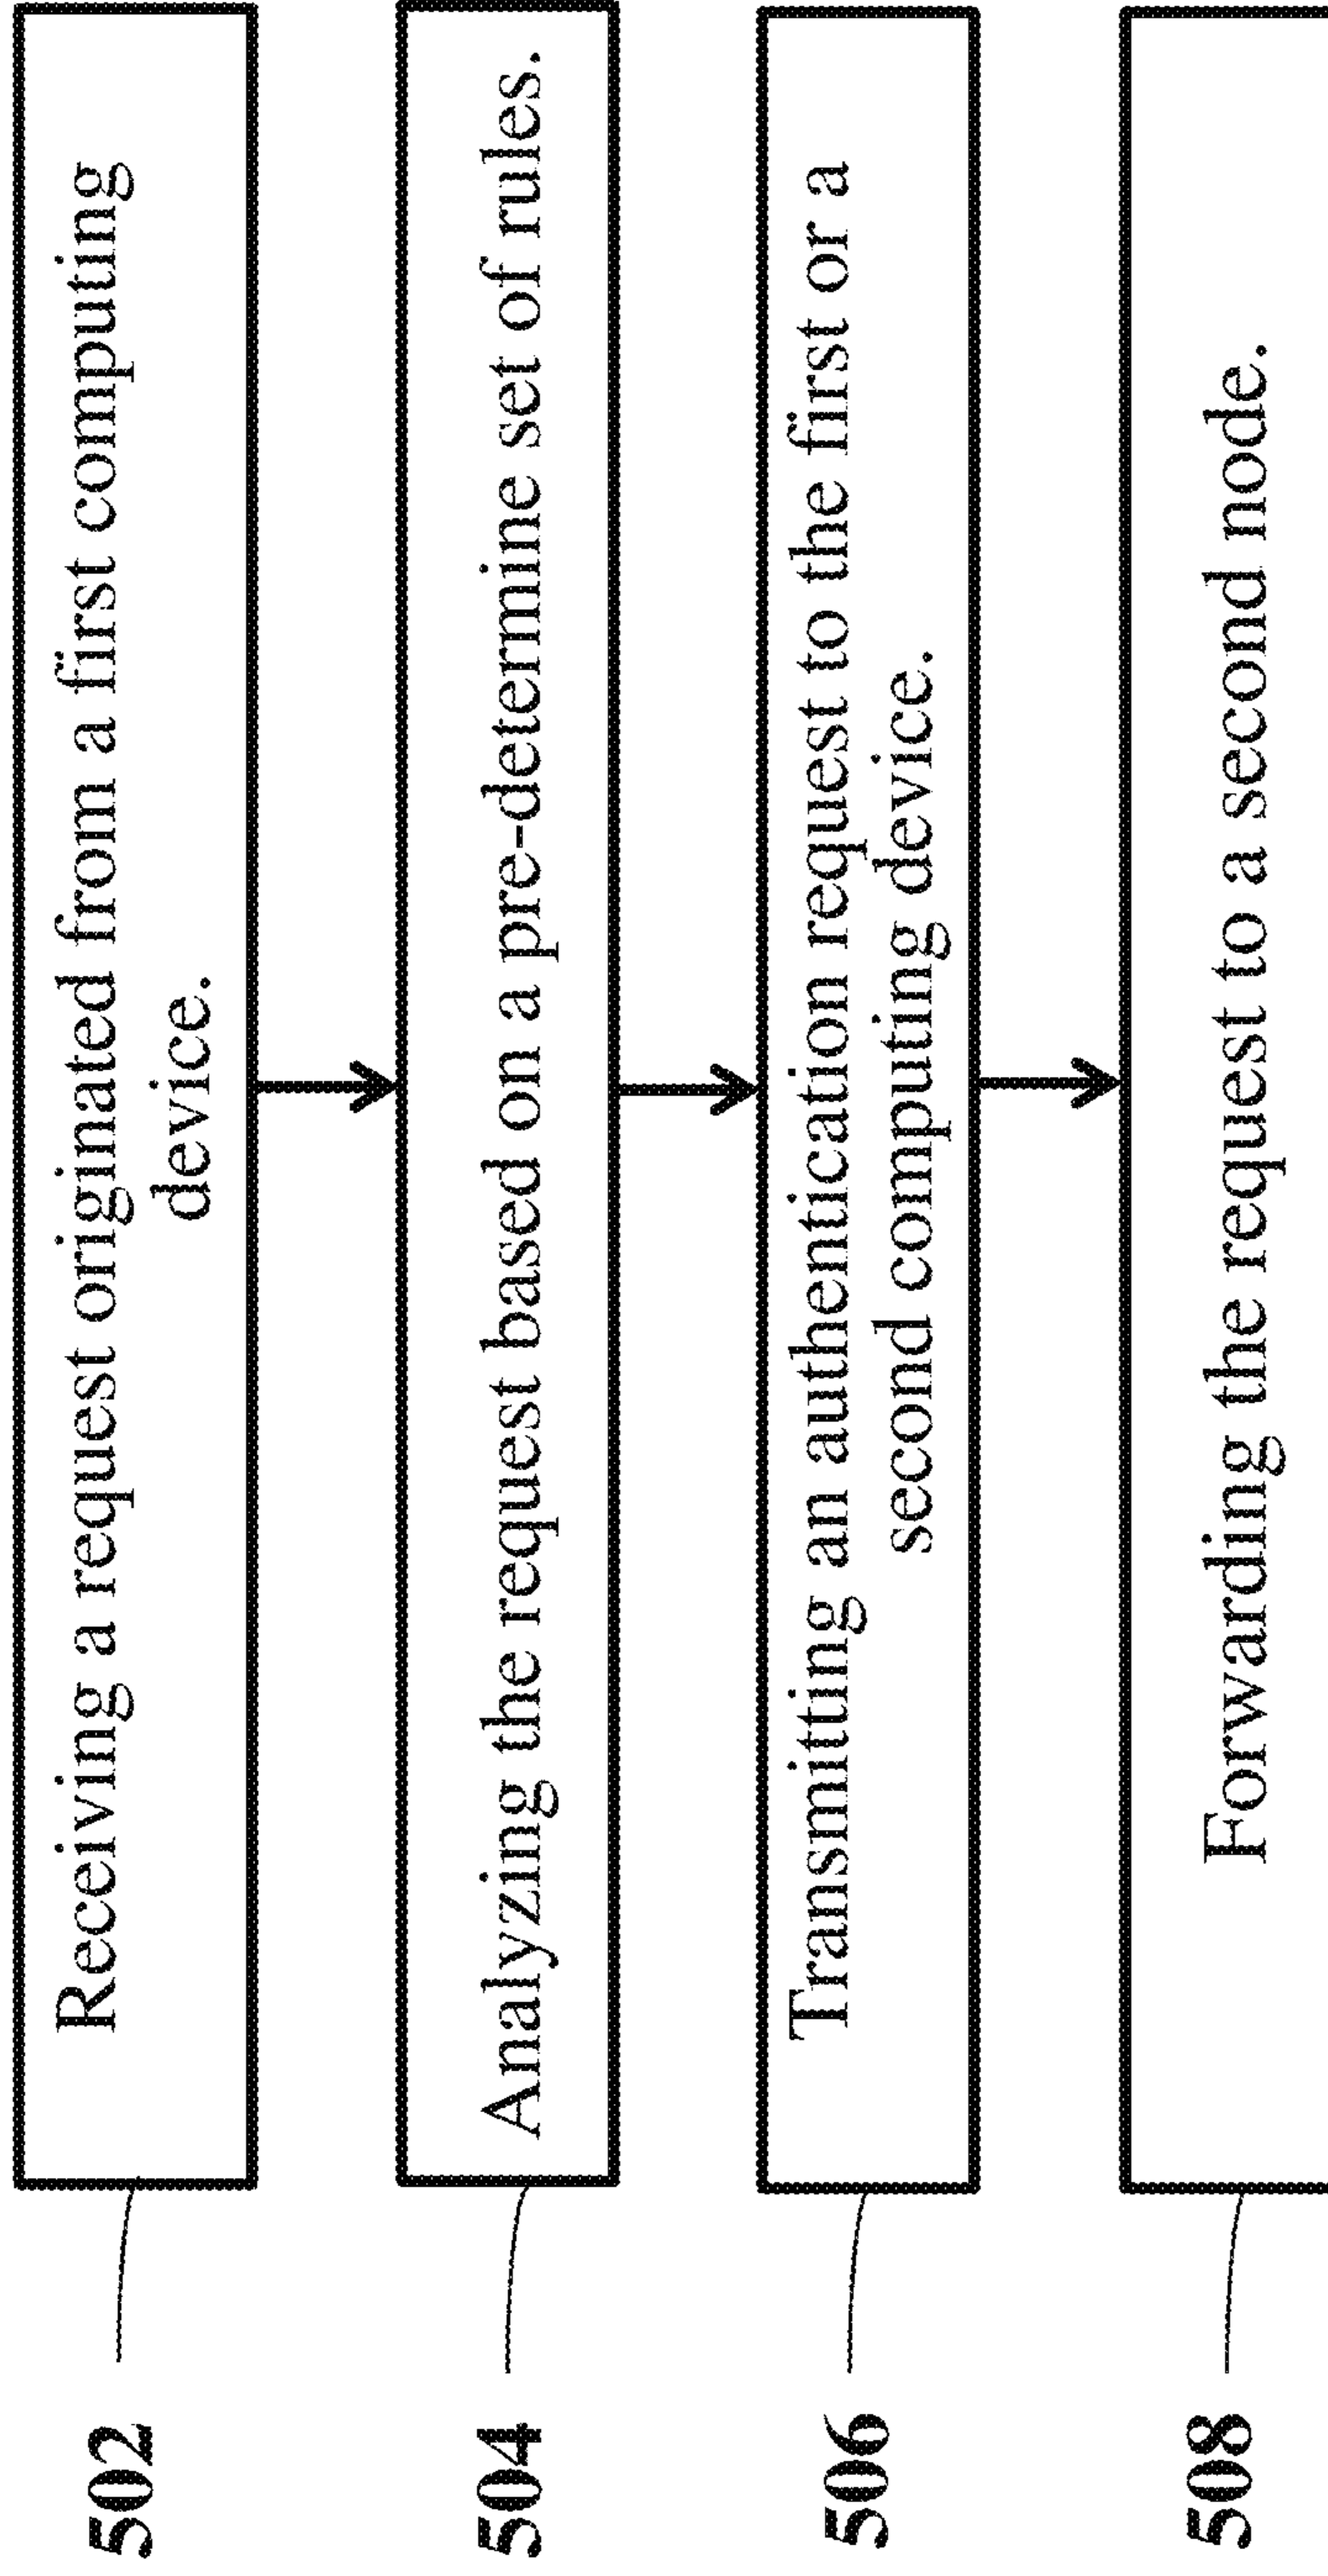 502
Receiving a request originated from a first computing
device.
504
Analyzing the request based on a pre-determine set of rules.
506
Transmitting an authentication request to the first or a
second computing device.
508
Forwarding the request to a second node.